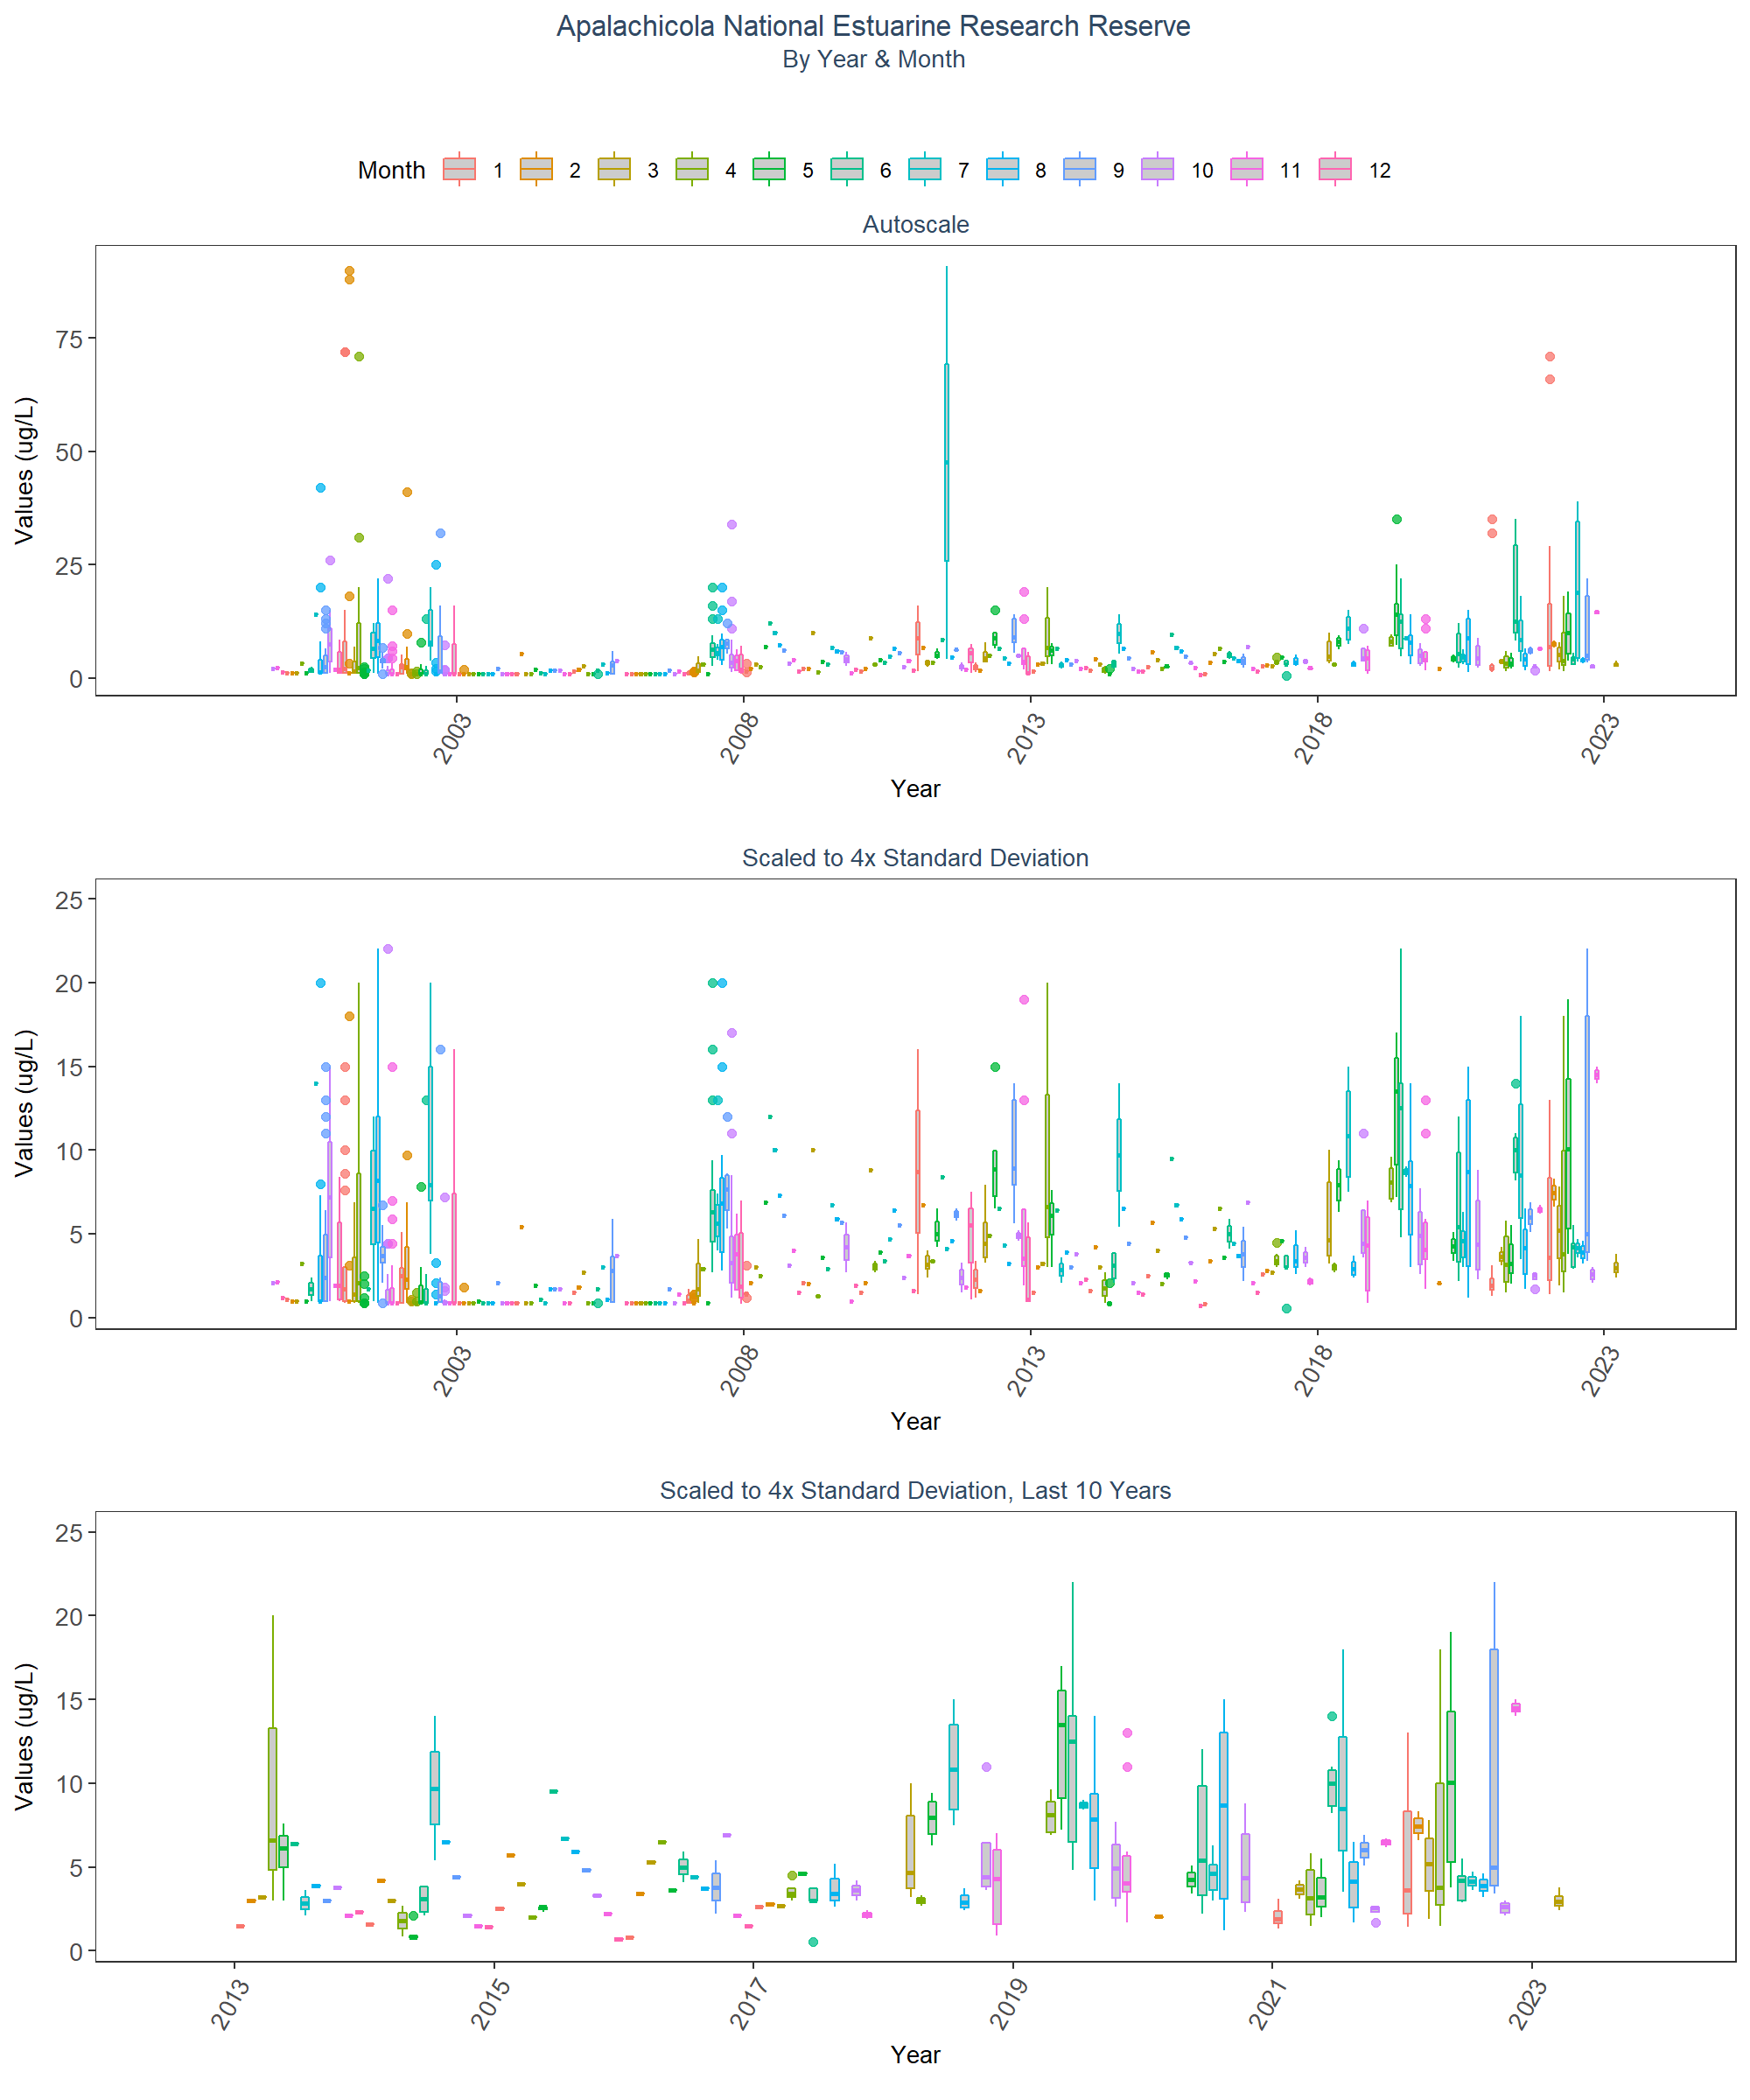 Apalachicola National Estuarine Research Reserve
By Year & Month
Month 1 2 3 4 5 6 7 8 9 10 11 12
Autoscale
Values (ug/L)
75
50
25
0
2003 2008 2013 2018 2023
Year
Scaled to 4x Standard Deviation
Values (ug/L)
25
20
15
10
5
0
2003 2008 2013 2018 2023
Year
Scaled to 4x Standard Deviation, Last 10 Years
Values (ug/L)
25
20
15
10
5
0
2013 2015 2017 2019 2021 2023
Year